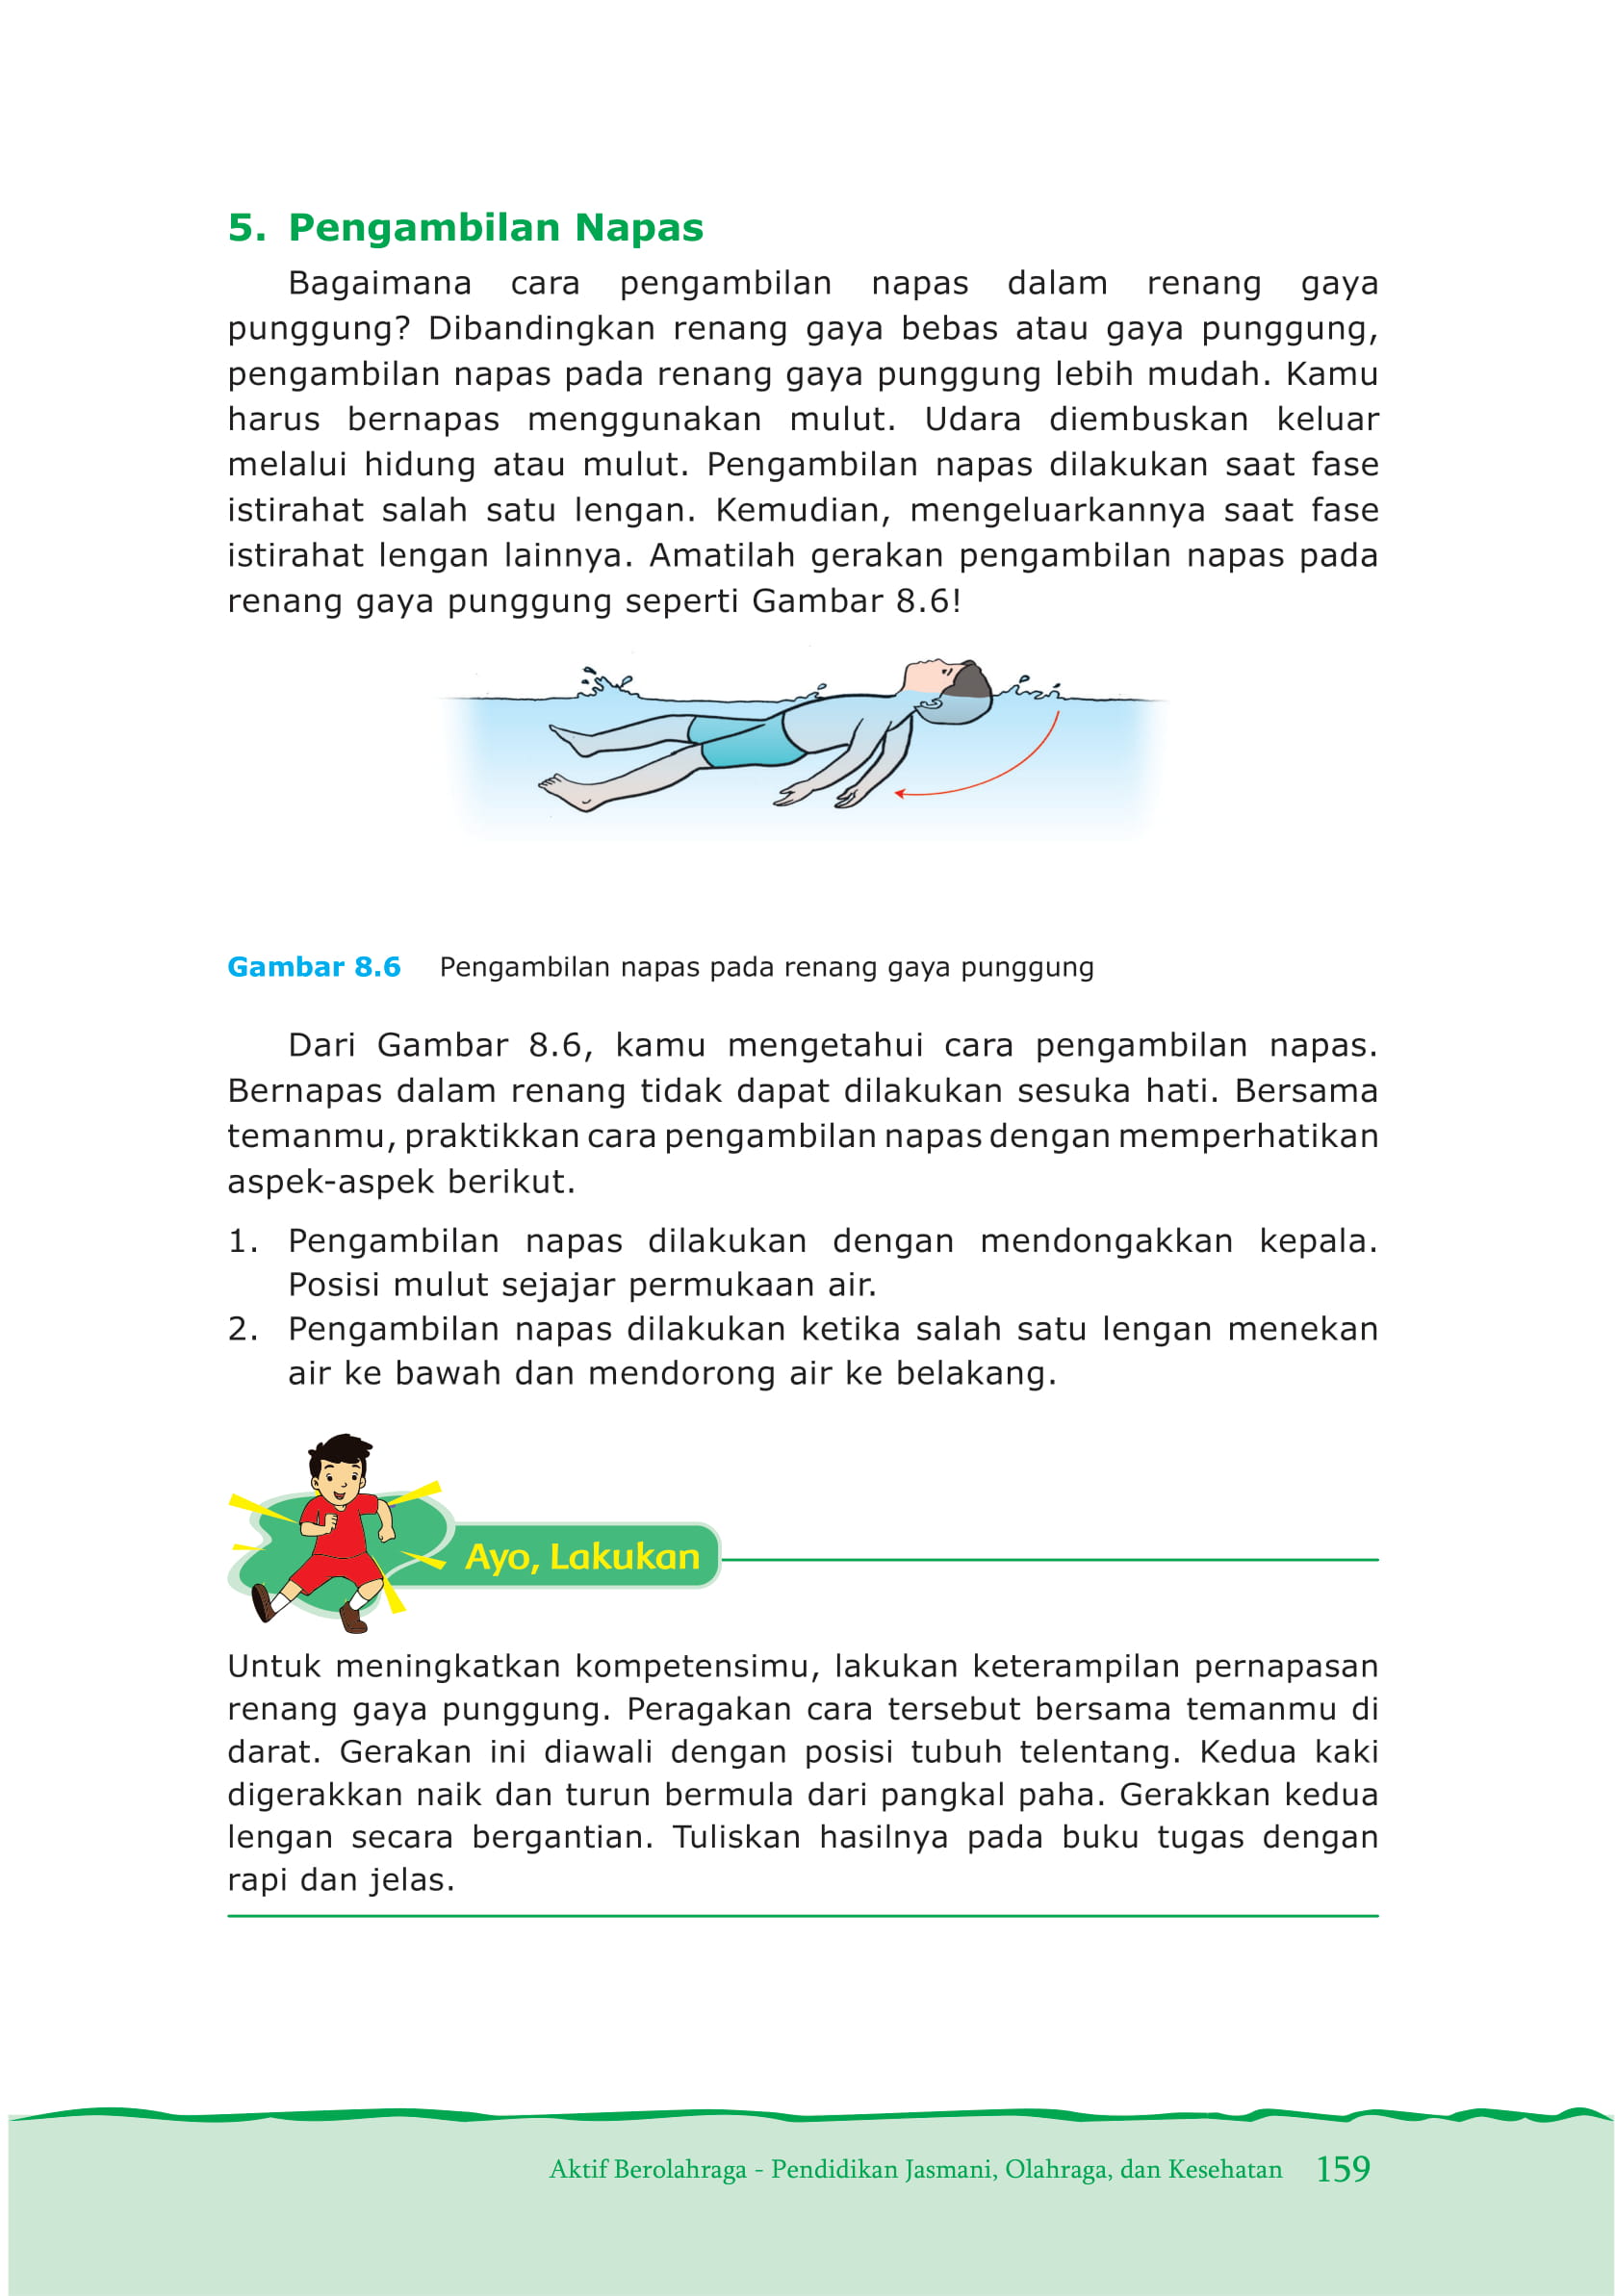 5. Pengambilan Napas
Bagaimana cara pengambilan napas dalam renang gaya
punggung? Dibandingkan renang gaya bebas atau gaya punggung,
pengambilan napas pada renang gaya punggung lebih mudah. Kamu
harus bernapas menggunakan mulut. Udara diembuskan keluar
melalui hidung atau mulut. Pengambilan napas dilakukan saat fase
istirahat salah satu lengan. Kemudian, mengeluarkannya saat fase
istirahat lengan lainnya. Amatilah gerakan pengambilan napas pada
renang gaya punggung seperti Gambar 8.6!
Gambar 8.6 Pengambilan napas pada renang gaya punggung
Dari Gambar 8.6, kamu mengetahui cara pengambilan napas.
Bernapas dalam renang tidak dapat dilakukan sesuka hati. Bersama
temanmu, praktikkan cara pengambilan napas dengan memperhatikan
aspek-aspek berikut.
1. Pengambilan napas dilakukan dengan mendongakkan kepala.
Posisi mulut sejajar permukaan air.
2. Pengambilan napas dilakukan ketika salah satu lengan menekan
air ke bawah dan mendorong air ke belakang.
Ayo, Lakukan
Untuk meningkatkan kompetensimu, lakukan keterampilan pernapasan
renang gaya punggung. Peragakan cara tersebut bersama temanmu di
darat. Gerakan ini diawali dengan posisi tubuh telentang. Kedua kaki
digerakkan naik dan turun bermula dari pangkal paha. Gerakkan kedua
lengan secara bergantian. Tuliskan hasilnya pada buku tugas dengan
rapi dan jelas.
Aktif Berolahraga - Pendidikan Jasmani, Olahraga, dan Kesehatan 159